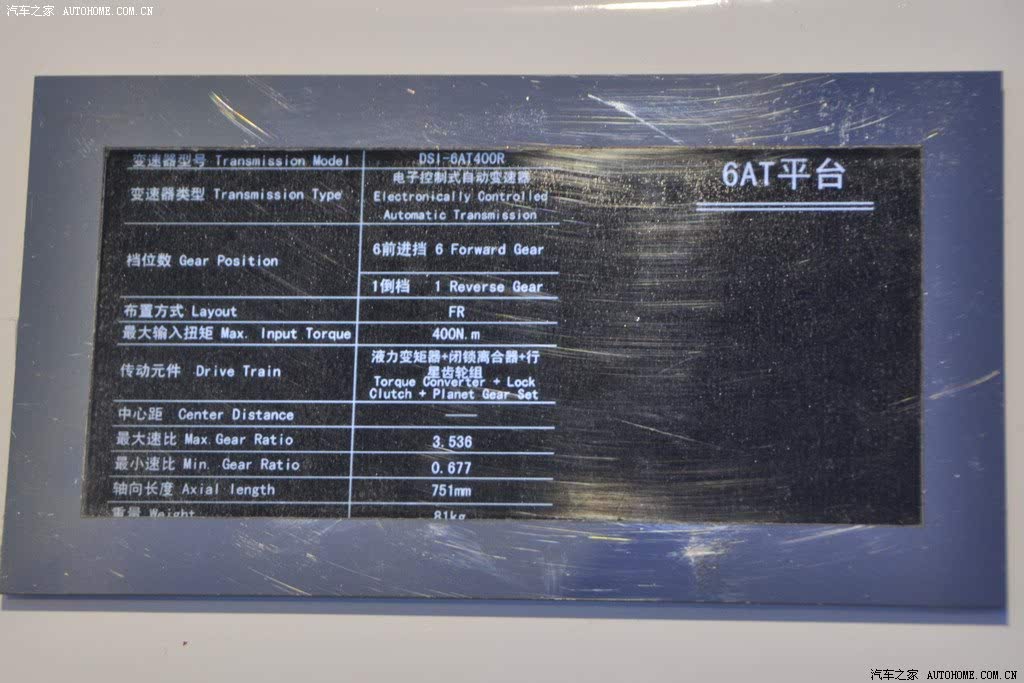 汽车之家 AUTOHOME.COM.CN
变速器型号 Transmission Model DSI-6AT400R
变速器类型 Transmission Type 电子控制式自动变速器
Electronically Controlled
Automatic Transmission
档位数 Gear Position 6前进挡 6 Forward Gear
1倒档 1 Reverse Gear
布置方式 Layout FR
最大输入扭矩 Max. Input Torque 400N.m
传动元件 Drive Train 液力变矩器+闭锁离合器+行
星齿轮组
Torque Converter + Lock
Clutch + Planet Gear Set
中心距 Center Distance ——
最大速比 Max.Gear Ratio 3.536
最小速比 Min. Gear Ratio 0.677
轴向长度 Axial length 751mm
重量 Weight 81kg
6AT平台
汽车之家 AUTOHOME.COM.CN